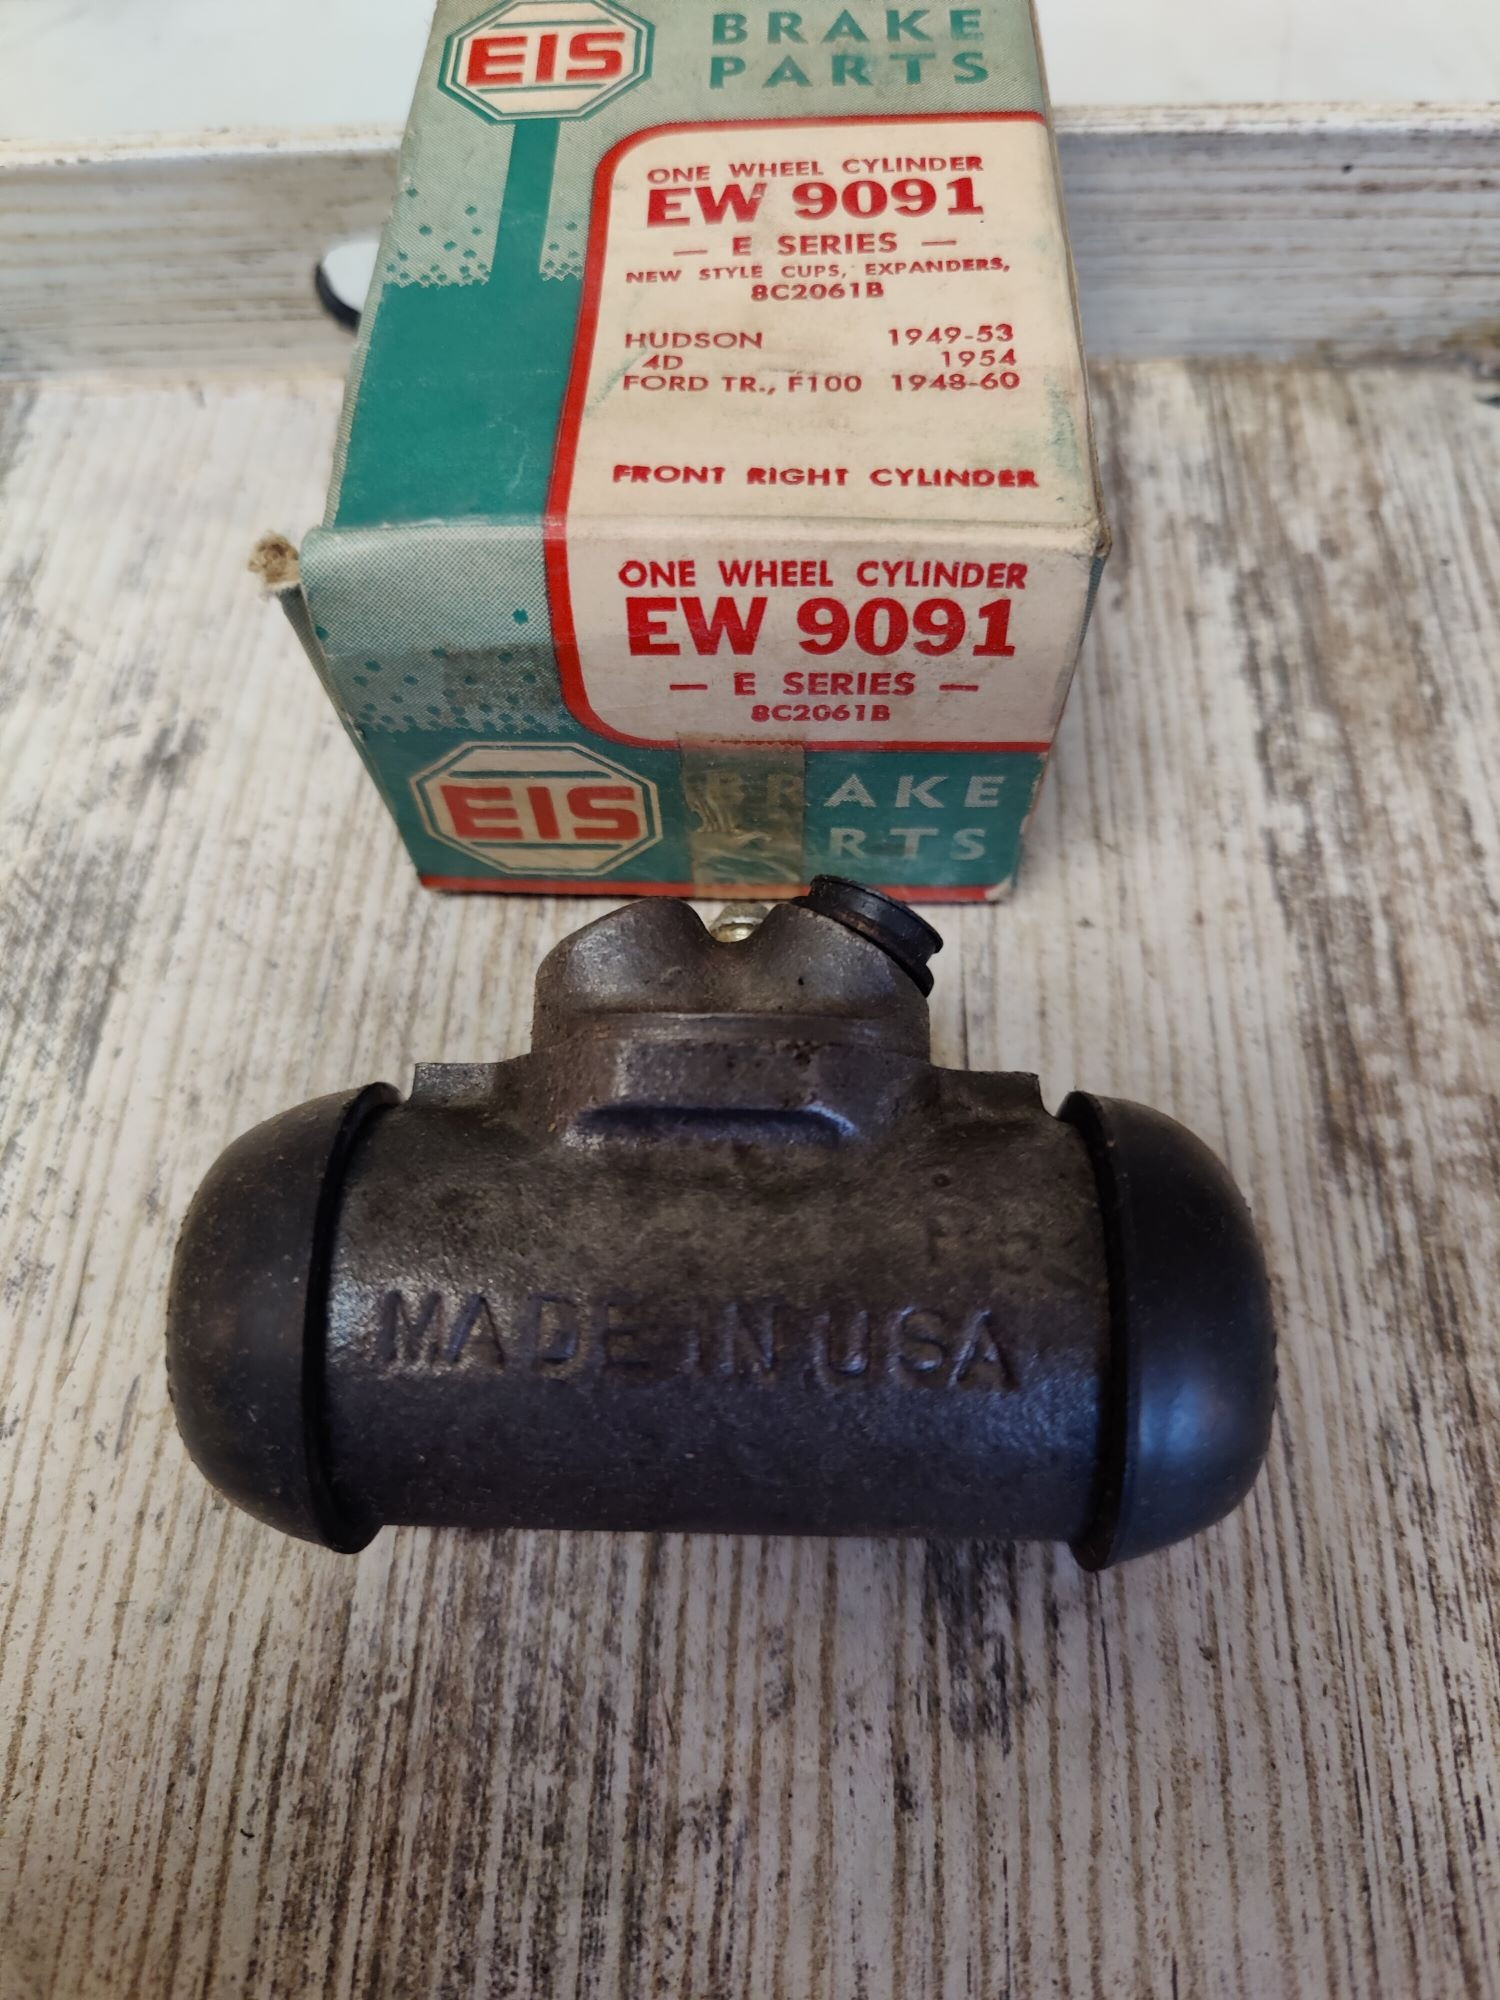 EIS
BRAKE
PARTS
ONE WHEEL CYLINDER
EW 9091
— E SERIES —
NEW STYLE CUPS, EXPANDERS,
8C2061B
HUDSON 1949-53
4D 1954
FORD TR., F100 1948-60
FRONT RIGHT CYLINDER
ONE WHEEL CYLINDER
EW 9091
— E SERIES —
8C2061B
EIS
BRAKE
PARTS
MADE IN USA